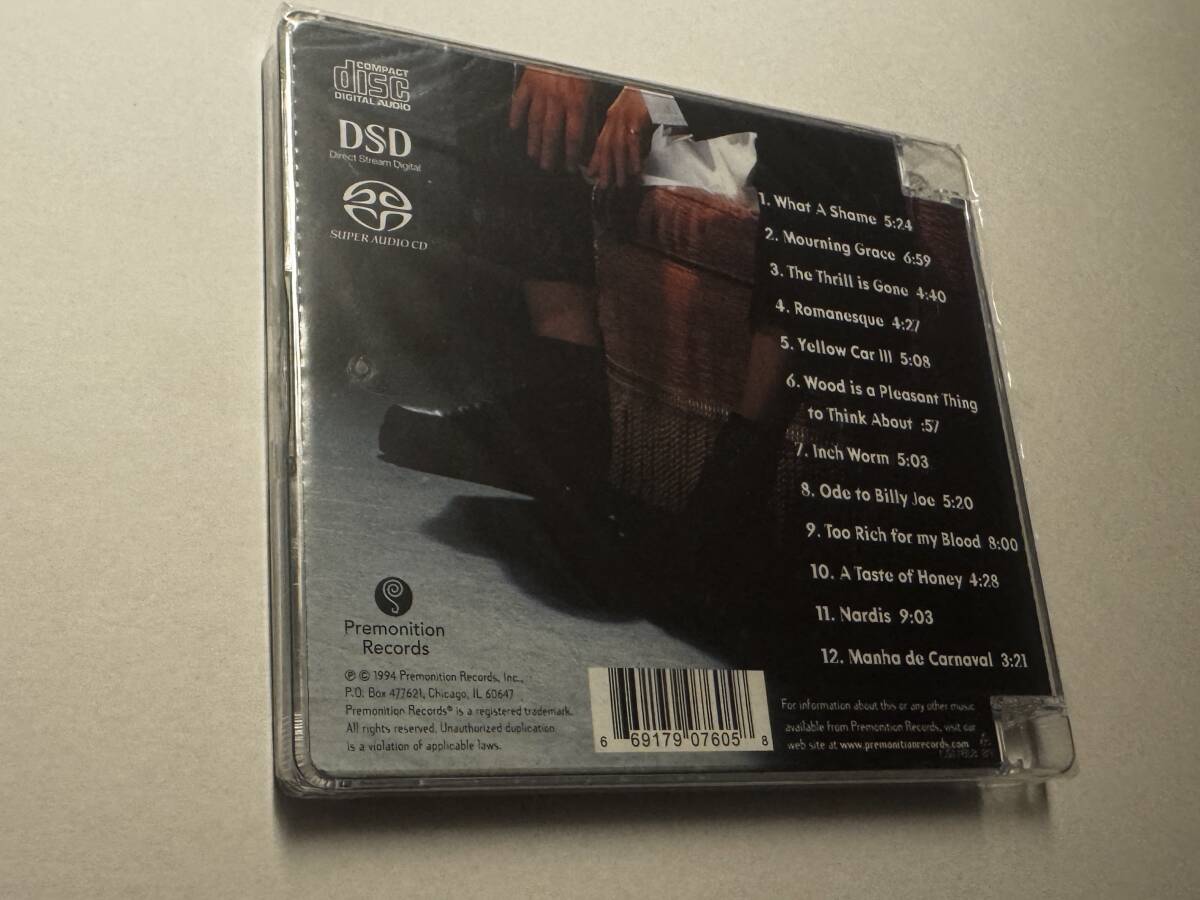 COMPACT
disc
DIGITAL AUDIO
DSD
Direct Stream Digital
SUPER AUDIO CD
1. What A Shame 5:24
2. Mourning Grace 6:59
3. The Thrill is Gone 4:40
4. Romanesque 4:27
5. Yellow Car III 5:08
6. Wood is a Pleasant Thing
to Think About :57
7. Inch Worm 5:03
8. Ode to Billy Joe 5:20
9. Too Rich for my Blood 8:00
10. A Taste of Honey 4:28
11. Nardis 9:03
12. Manha de Carnaval 3:21
Premonition
Records
℗ © 1994 Premonition Records, Inc.,
P.O. Box 477621, Chicago, IL 60647
Premonition Records® is a registered trademark.
All rights reserved. Unauthorized duplication
is a violation of applicable laws.
6 69179 07605 8
For information about this or any other music
available from Premonition Records, visit our
web site at www.premonitionrecords.com